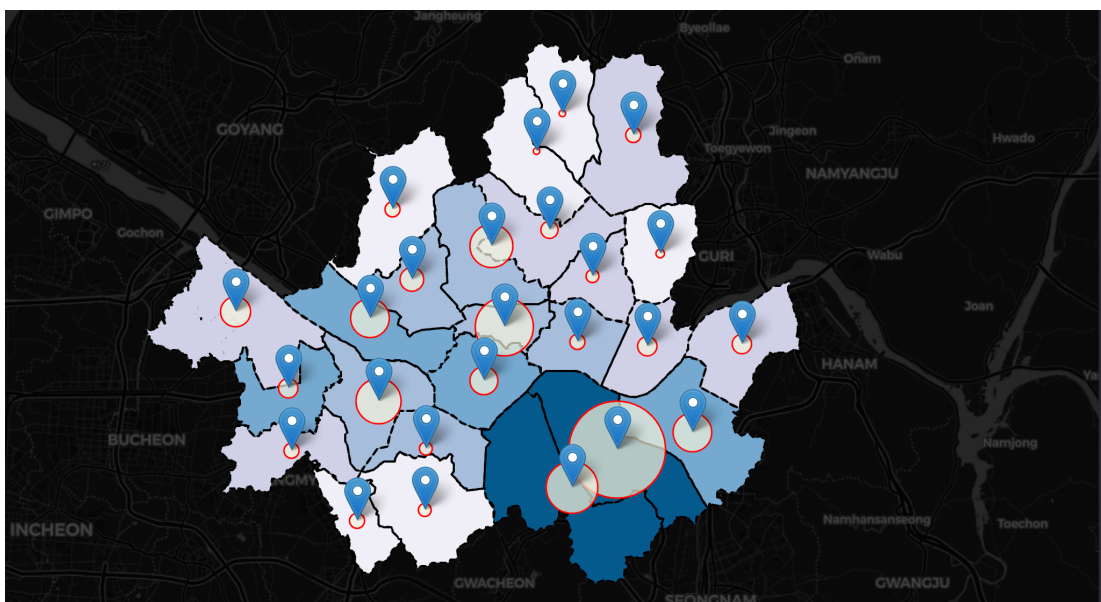 Jangheung
Byeollae
Onam
GOYANG
Jingeon
Hwado
Toegyewon
NAMYANGJU
GIMPO
Gochon
GURI
Wabu
Joan
HANAM
BUCHEON
Namjong
INCHEON
Namhansanseong
Toechon
GWACHEON
GWANGJU
SEONGNAM